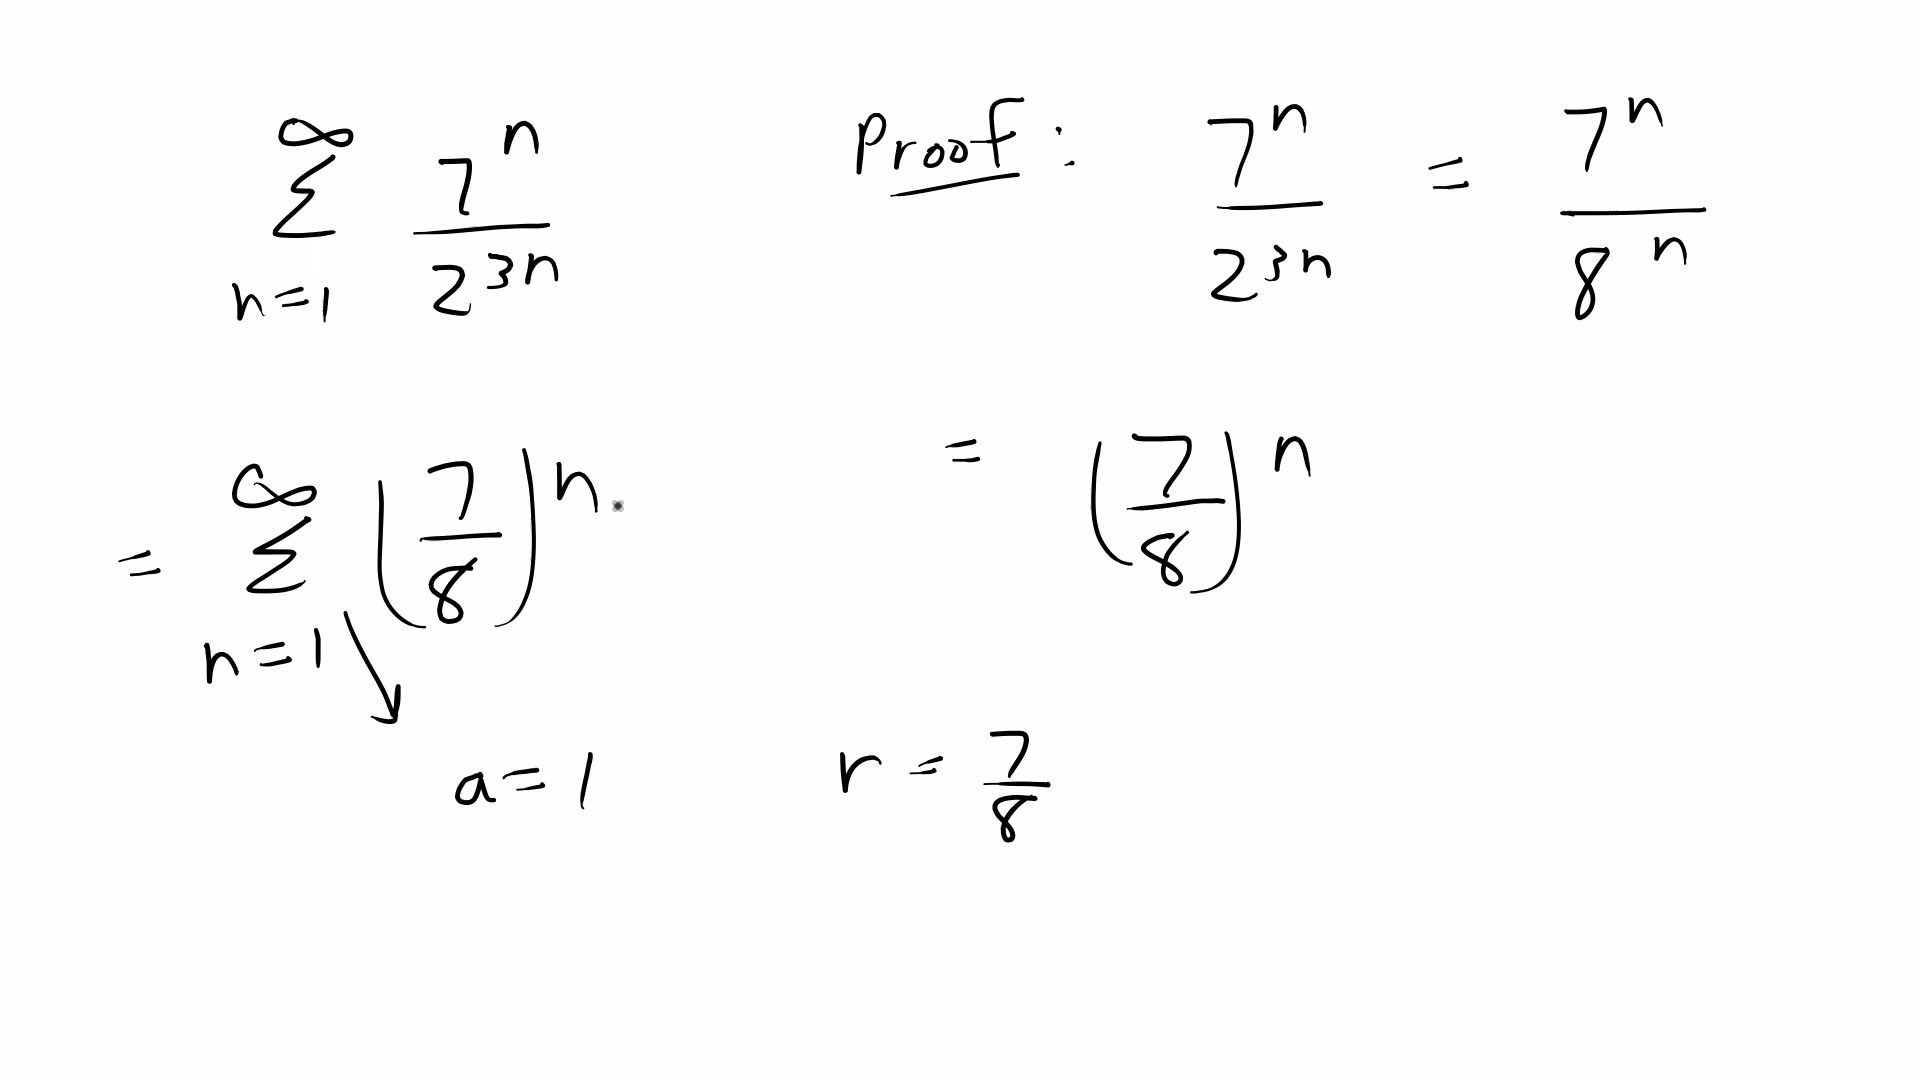 ∞
Σ 7^n / 2^{3n}
n=1
Proof: 7^n / 2^{3n} = 7^n / 8^n
∞
= Σ (7/8)^n
n=1
= (7/8)^n
a=1 r = 7/8